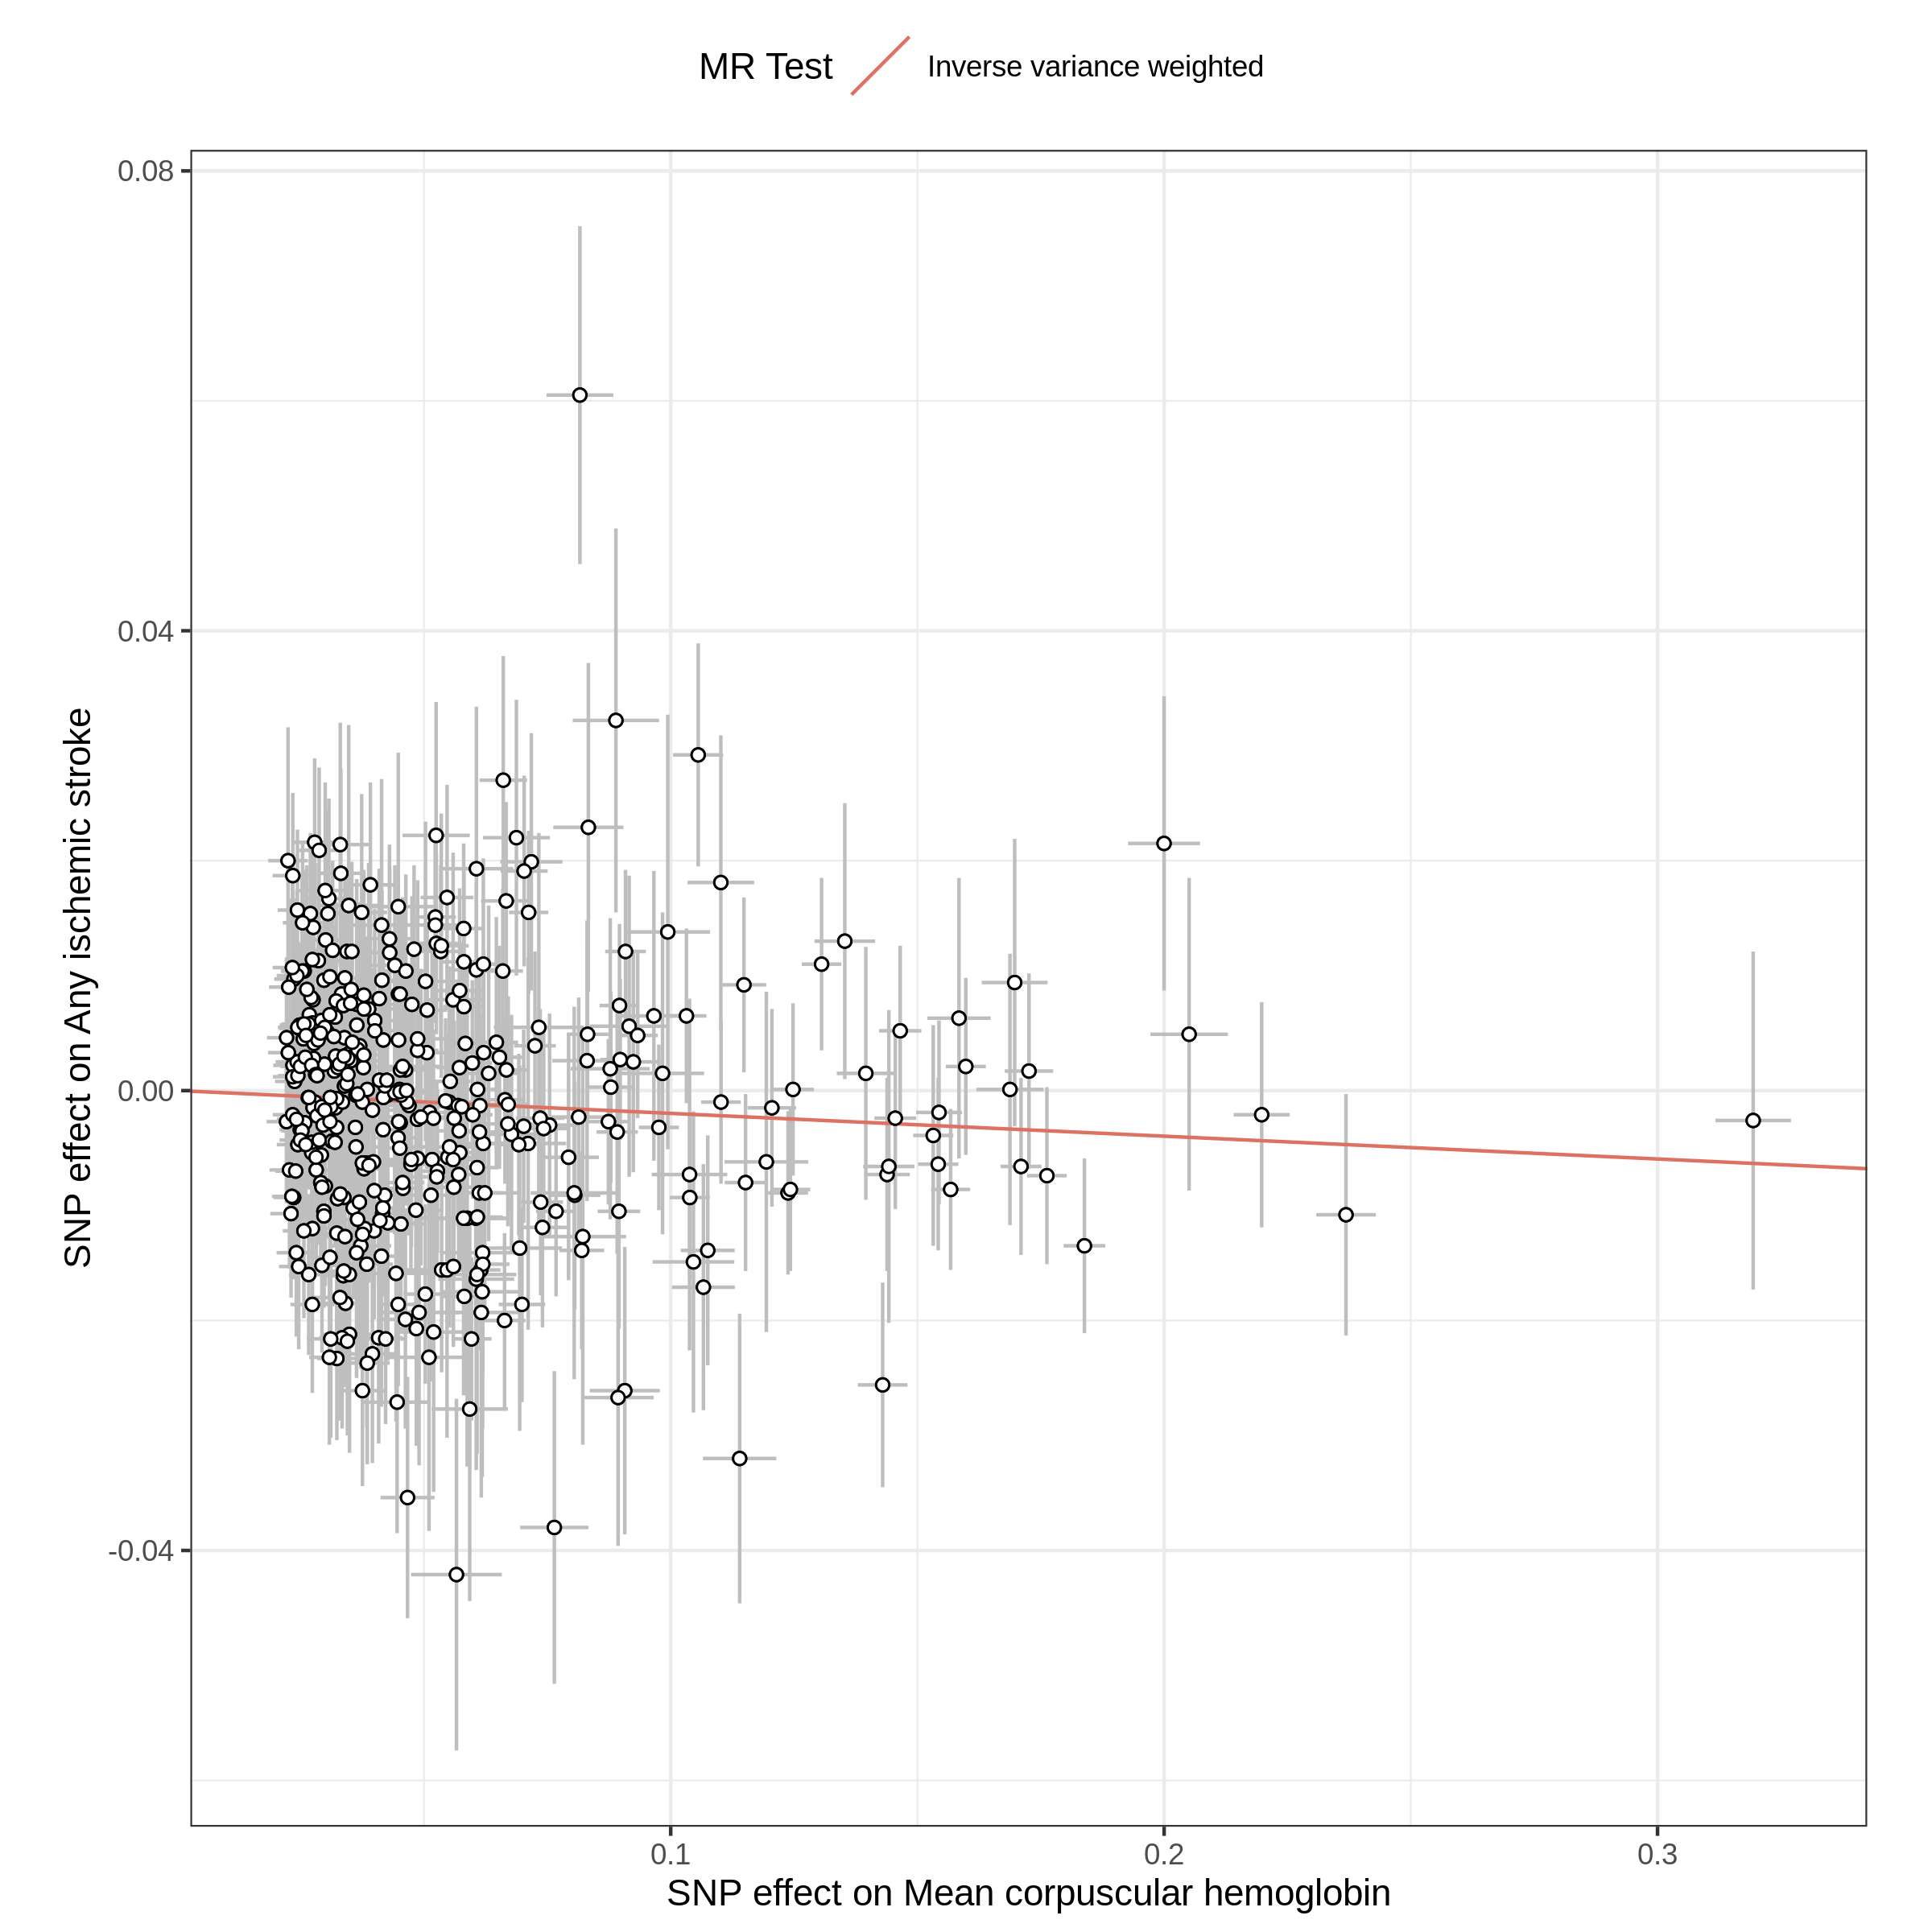 MR Test Inverse variance weighted
0.08
0.04
0.00
-0.04
SNP effect on Any ischemic stroke
0.1 0.2 0.3
SNP effect on Mean corpuscular hemoglobin